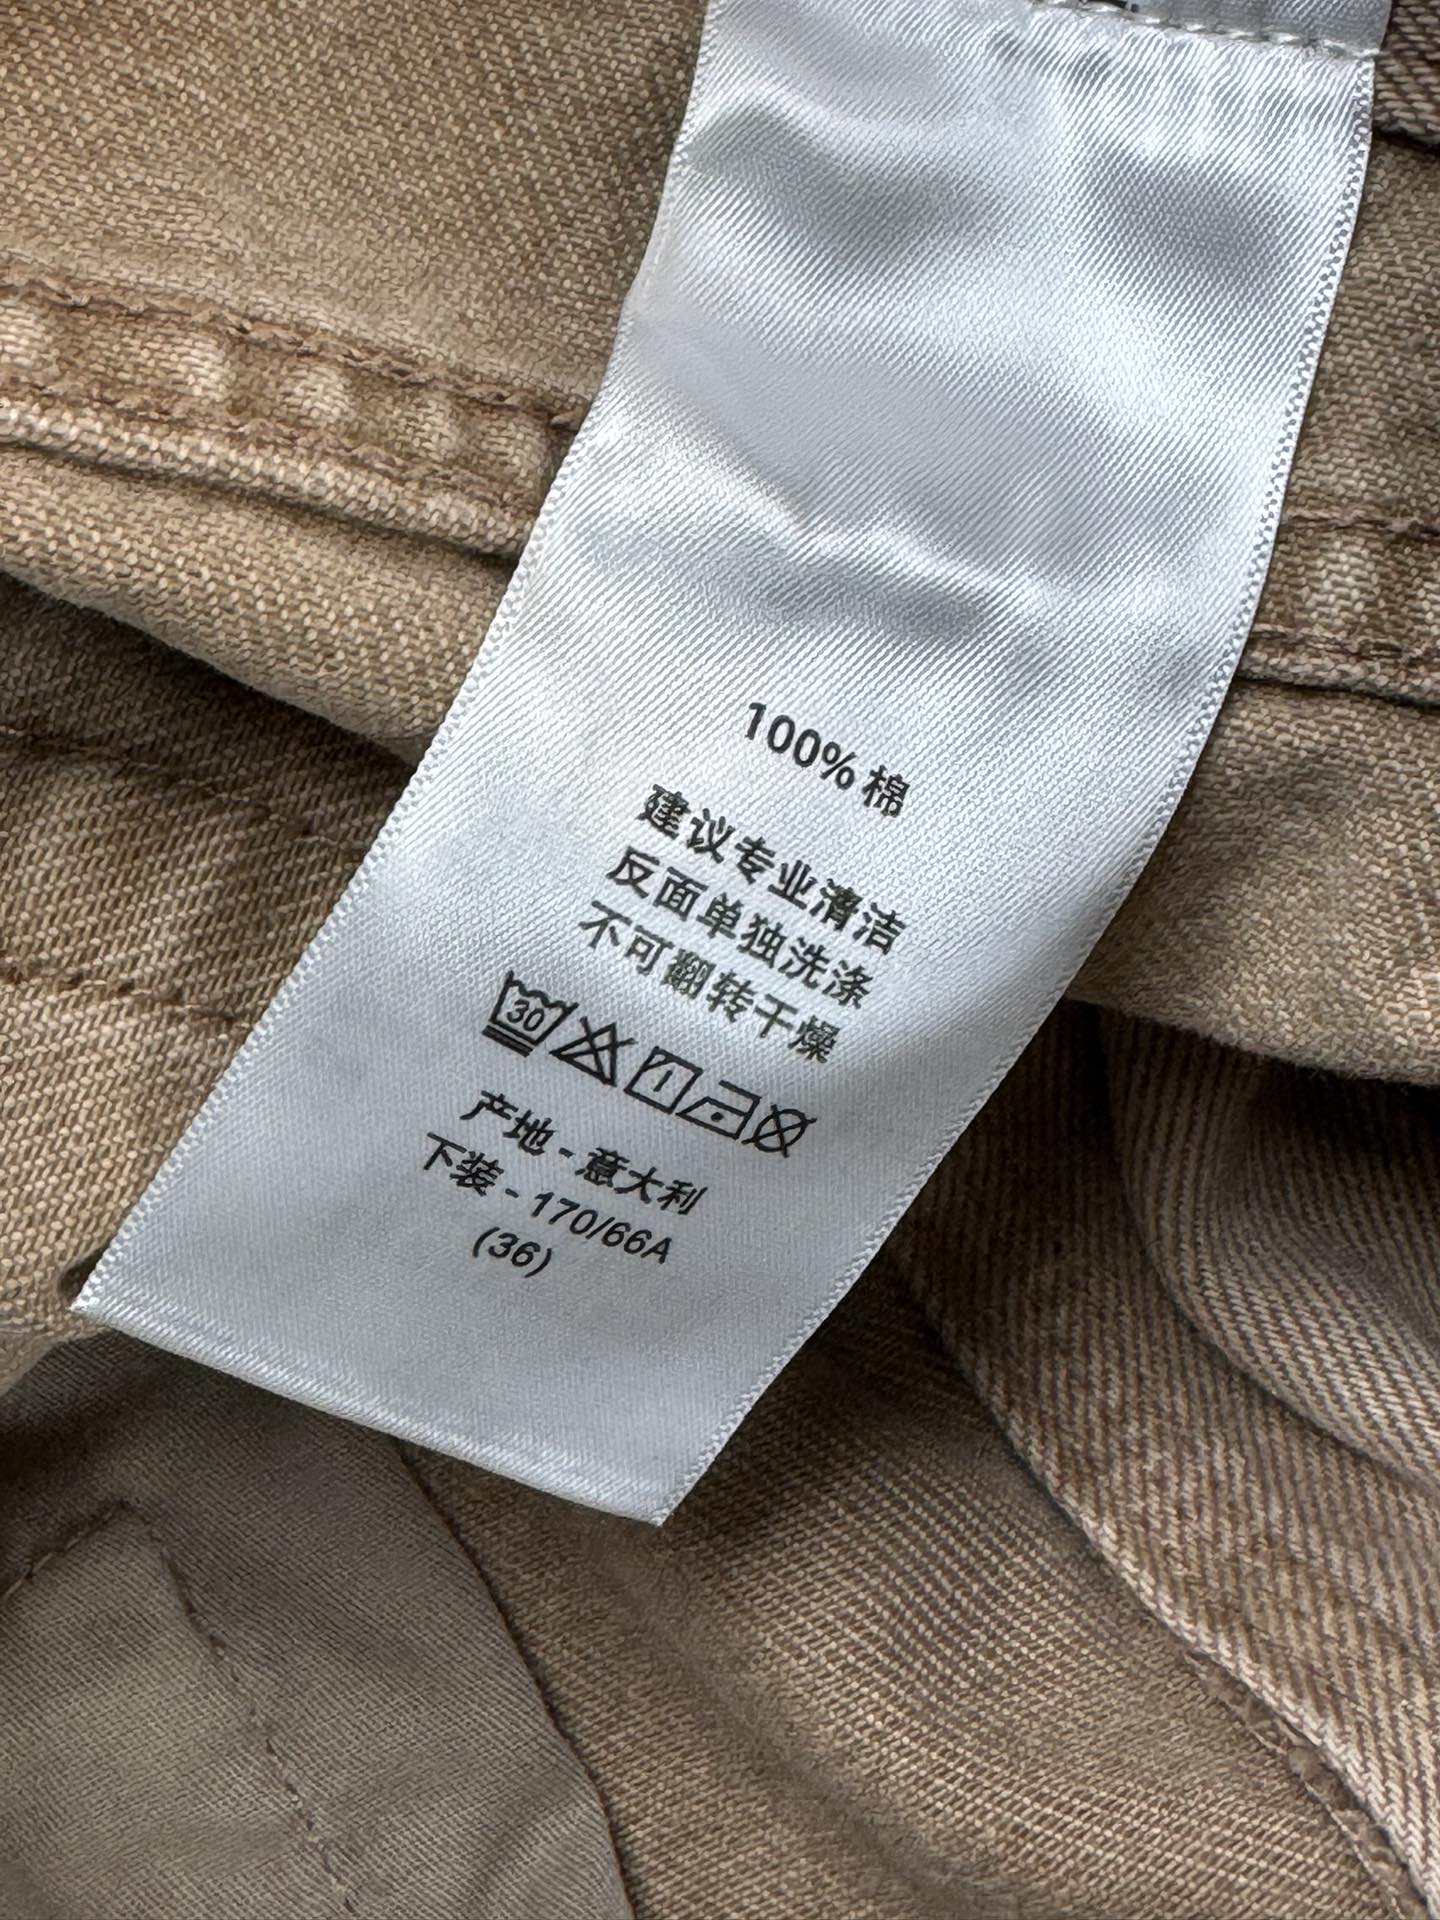 100% 棉
建议专业清洁
反面单独洗涤
不可翻转干燥
30
产地 - 意大利
下装 - 170/66A
(36)